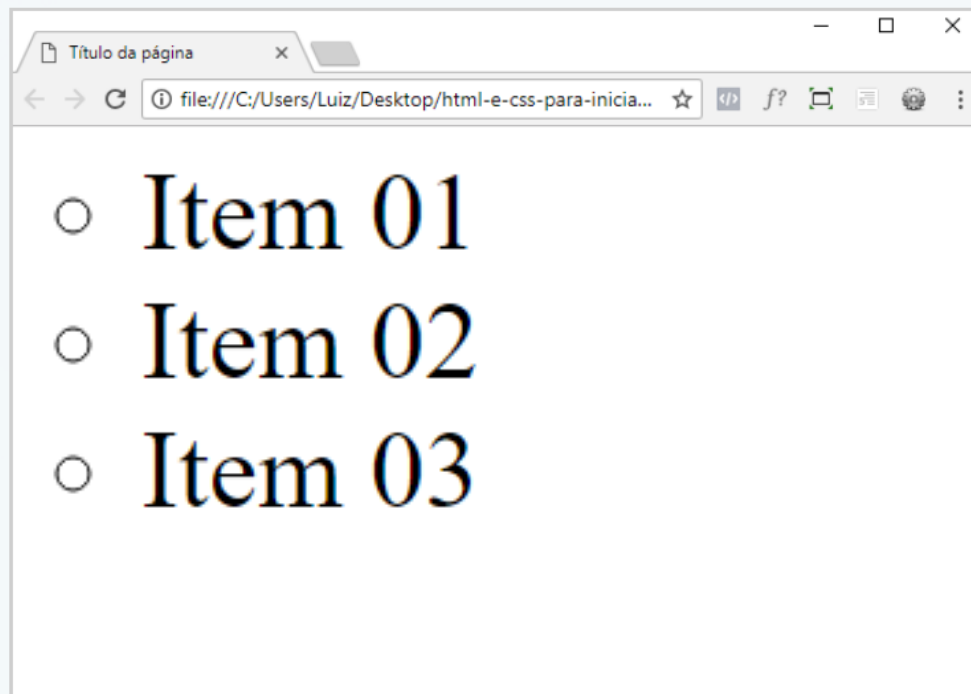 Título da página
file:///C:/Users/Luiz/Desktop/html-e-css-para-inicia...
f?
Item 01
Item 02
Item 03